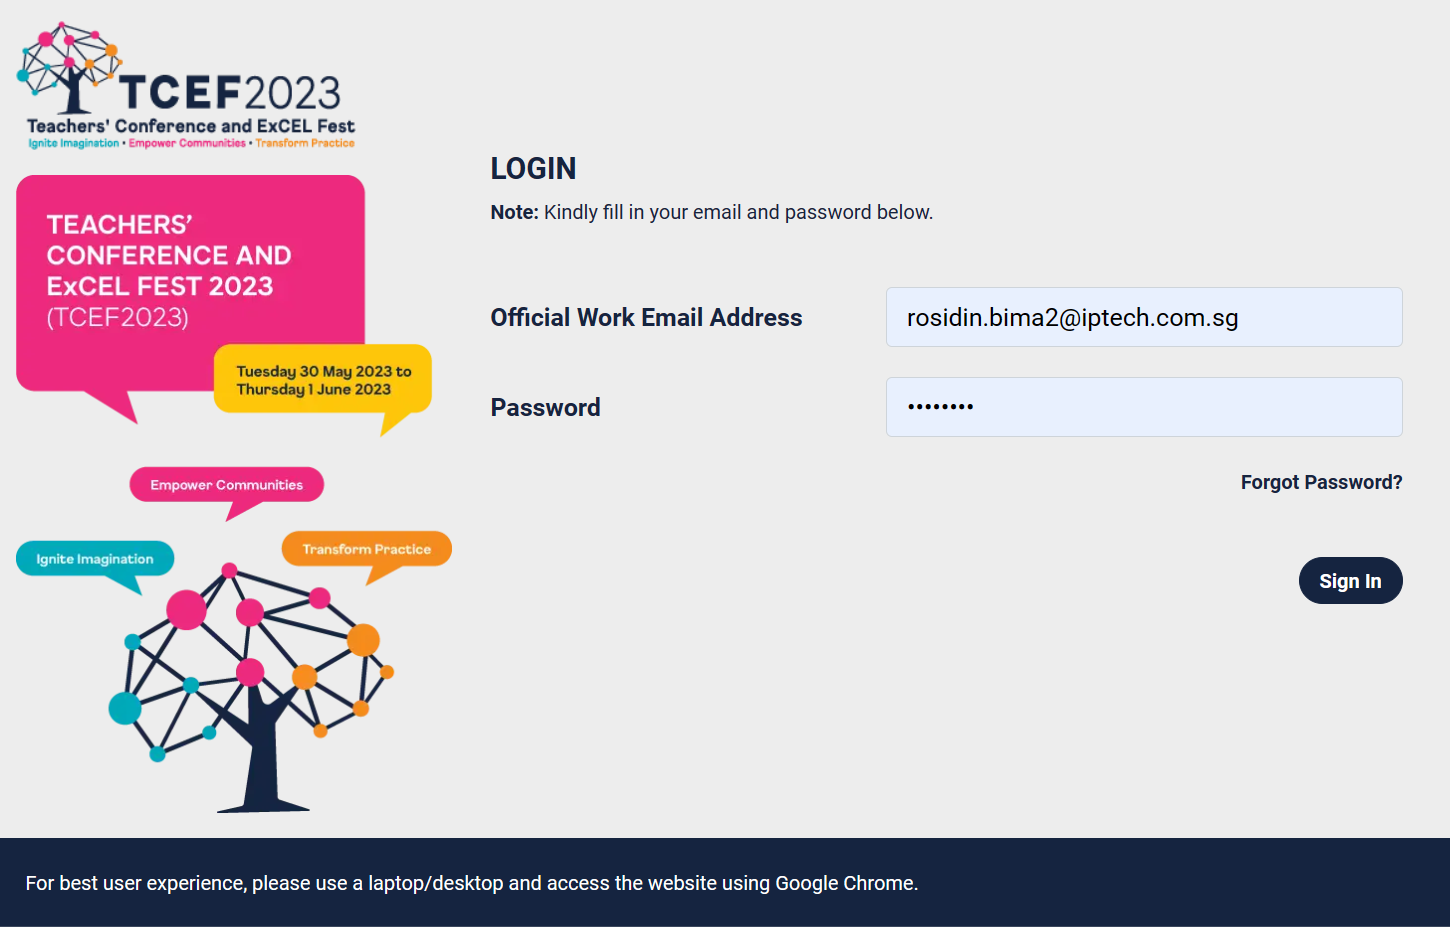 TCEF2023
Teachers' Conference and ExCEL Fest
Ignite Imagination • Empower Communities • Transform Practice
TEACHERS’
CONFERENCE AND
ExCEL FEST 2023
(TCEF2023)
Tuesday 30 May 2023 to
Thursday 1 June 2023
Empower Communities
Ignite Imagination
Transform Practice
LOGIN
Note: Kindly fill in your email and password below.
Official Work Email Address
rosidin.bima2@iptech.com.sg
Password
••••••••
Forgot Password?
Sign In
For best user experience, please use a laptop/desktop and access the website using Google Chrome.